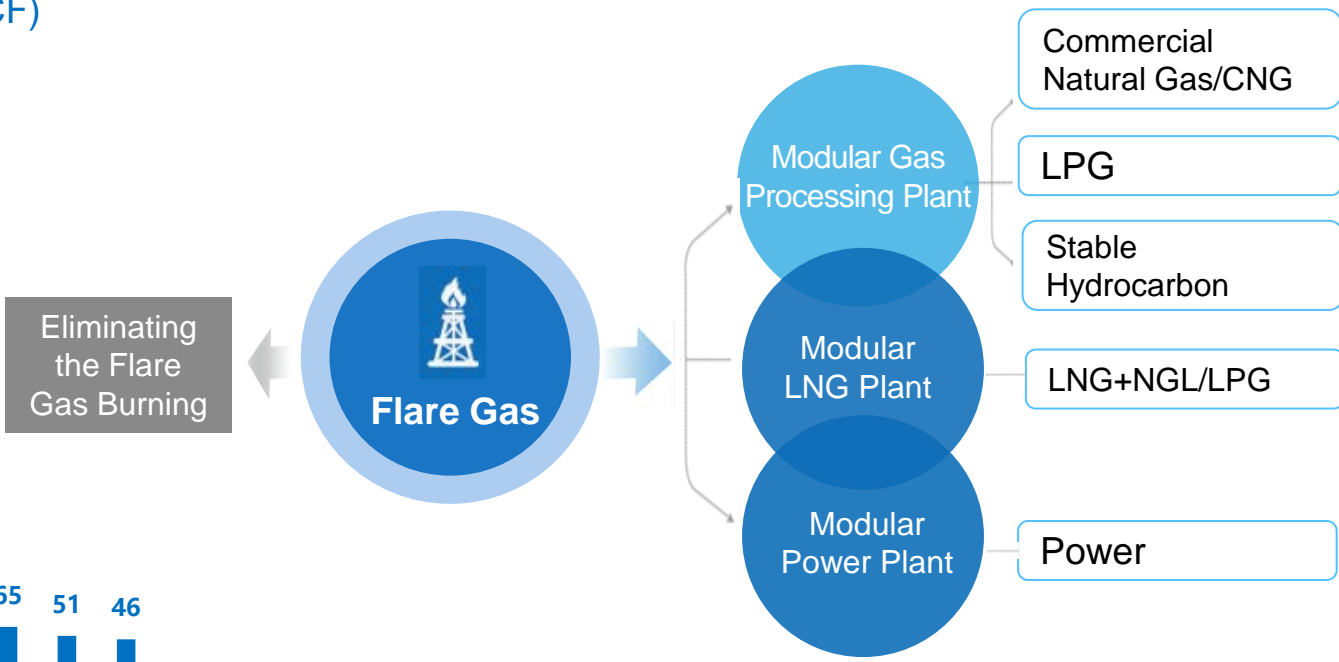 CF)
Commercial
Natural Gas/CNG
Modular Gas
Processing Plant
LPG
Stable
Hydrocarbon
Eliminating
the Flare
Gas Burning
Flare Gas
Modular
LNG Plant
LNG+NGL/LPG
Modular
Power Plant
Power
65 51 46